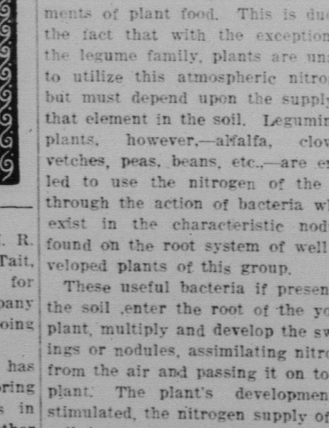 ments of plant food. This is du
the fact that with the exception
the legume family, plants are un
to utilize this atmospheric nitro
but must depend upon the supply
that element in the soil. Legumin
plants, however,—alfalfa, clov
vetches, peas, beans, etc.,—are e
led to use the nitrogen of the
through the action of bacteria w
exist in the characteristic nod
found on the root system of well
veloped plants of this group.
These useful bacteria if presen
the soil ,enter the root of the yo
plant, multiply and develop the sw
ings or nodules, assimilating nitro
from the air and passing it on to
plant. The plant's developmen
stimulated, the nitrogen supply of
. R.
Tait,
for
pany
oing
has
ring
s in